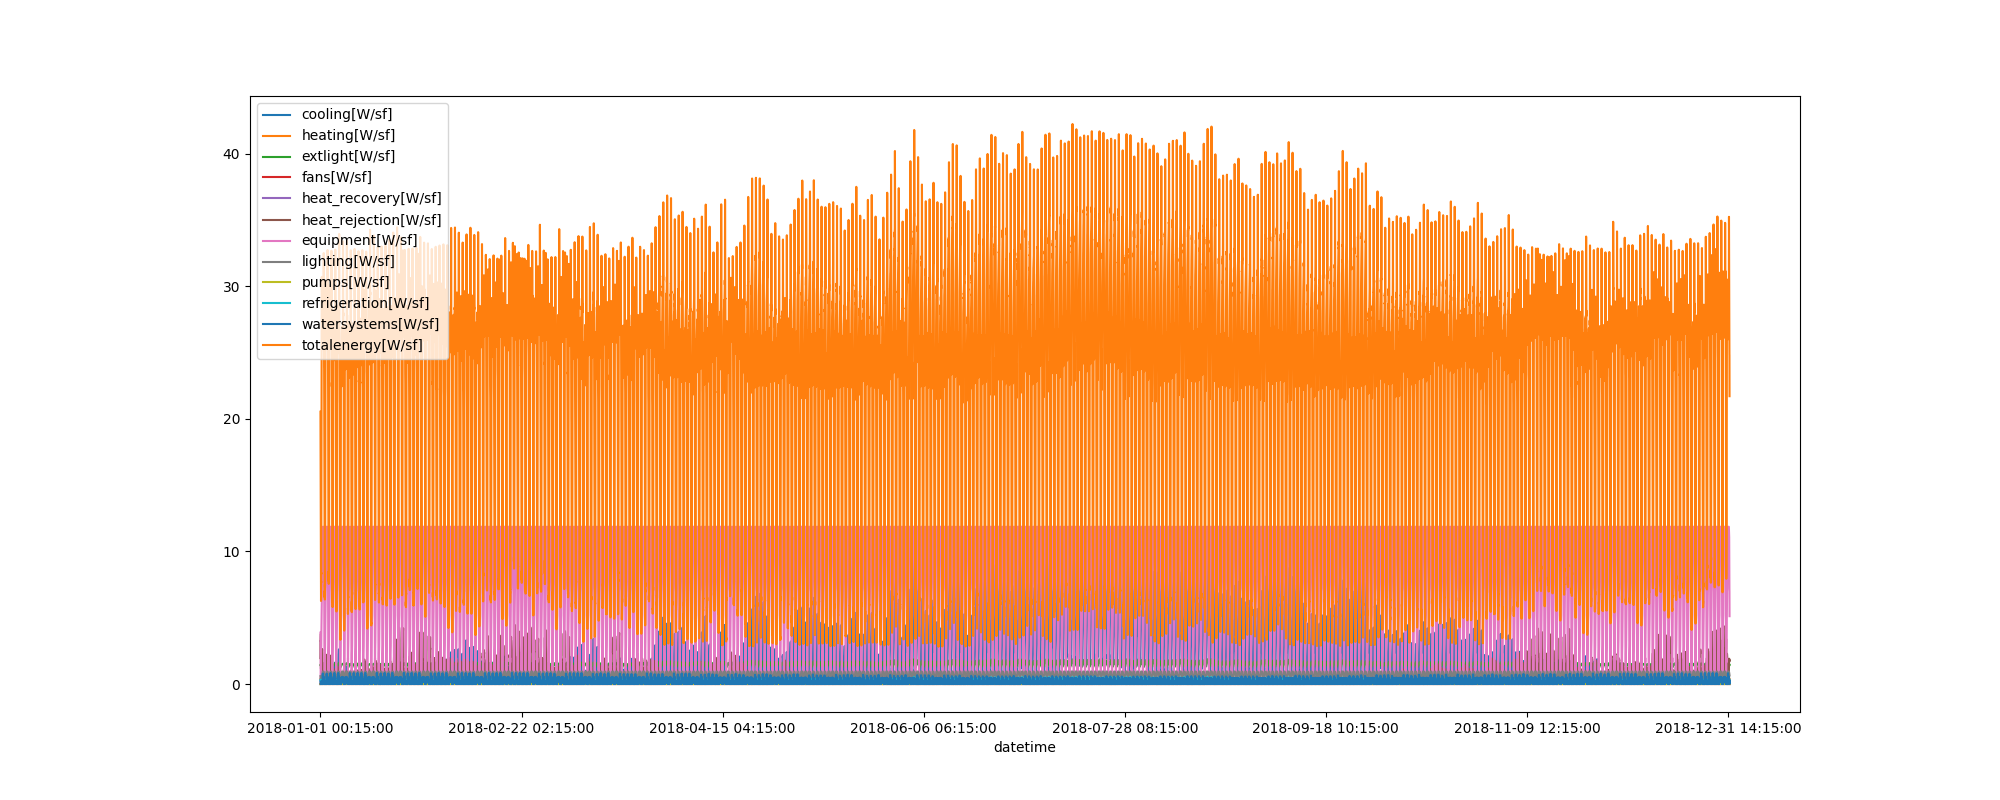 cooling[W/sf]
heating[W/sf]
extlight[W/sf]
fans[W/sf]
heat_recovery[W/sf]
heat_rejection[W/sf]
equipment[W/sf]
lighting[W/sf]
pumps[W/sf]
refrigeration[W/sf]
watersystems[W/sf]
totalenergy[W/sf]
40
30
20
10
0
2018-01-01 00:15:00 2018-02-22 02:15:00 2018-04-15 04:15:00 2018-06-06 06:15:00 2018-07-28 08:15:00 2018-09-18 10:15:00 2018-11-09 12:15:00 2018-12-31 14:15:00
datetime